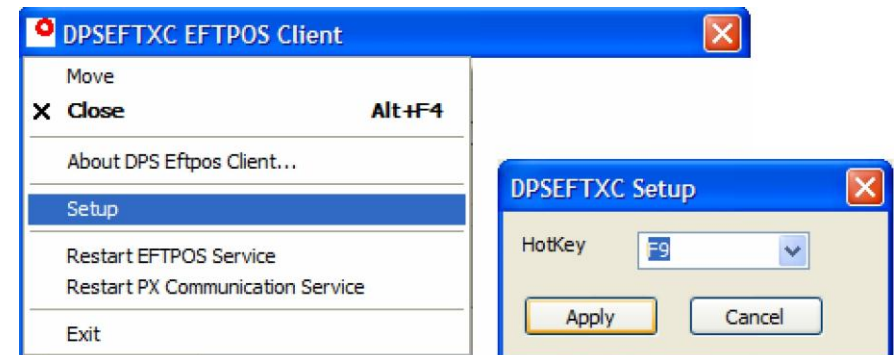 DPSEFTXC EFTPOS Client
Move
Close Alt+F4
About DPS Eftpos Client...
Setup
Restart EFTPOS Service
Restart PX Communication Service
Exit
DPSEFTXC Setup
HotKey F9
Apply Cancel